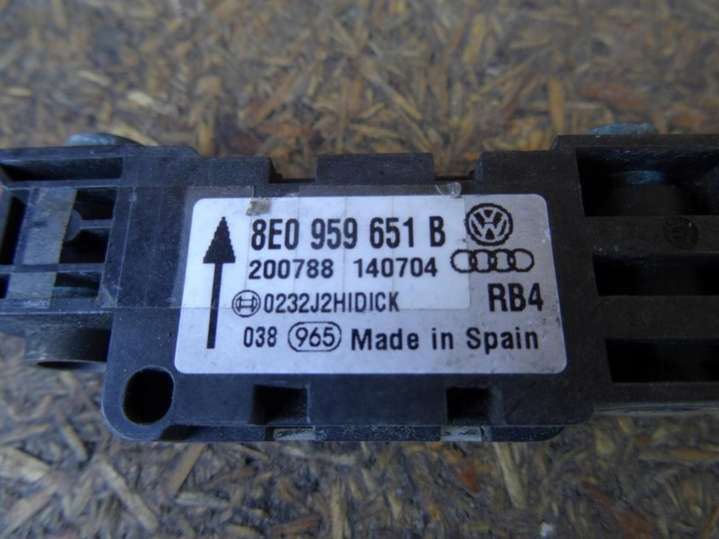 8E0 959 651 B
200788 140704
0232J2HIDICK RB4
038 965 Made in Spain